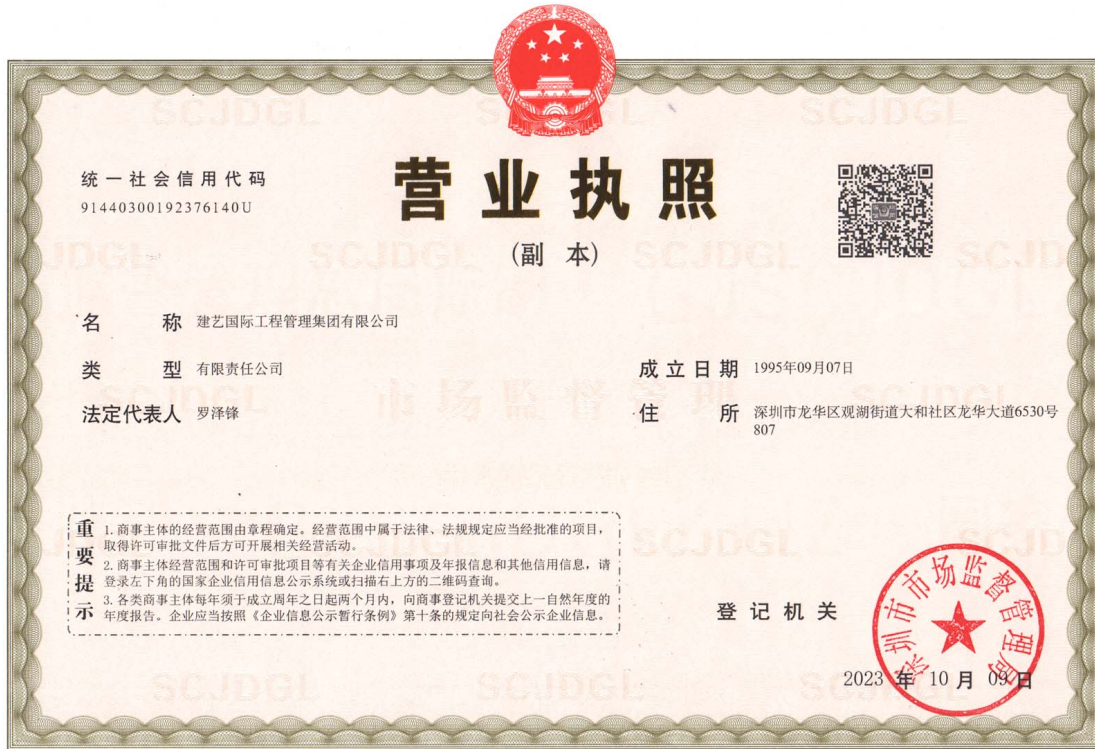 营业执照
(副 本)
统一社会信用代码
91440300192376140U
名 称 建艺国际工程管理集团有限公司
类 型 有限责任公司
法定代表人 罗泽锋
成立日期 1995年09月07日
住 所 深圳市龙华区观湖街道大和社区龙华大道6530号
807
重要提示
1. 商事主体的经营范围由章程确定。经营范围中属于法律、法规规定应当经批准的项目,
取得许可审批文件后方可开展相关经营活动。
2. 商事主体经营范围和许可审批项目等有关企业信用事项及年报信息和其他信用信息,请
登录左下角的国家企业信用信息公示系统或扫描右上方的二维码查询。
3. 各类商事主体每年须于成立周年之日起两个月内,向商事登记机关提交上一自然年度的
年度报告。企业应当按照《企业信息公示暂行条例》第十条的规定向社会公示企业信息。
登 记 机 关
深圳市市场监督管理局
2023 年 10 月 09 日
SCJDGL
市场监督管理